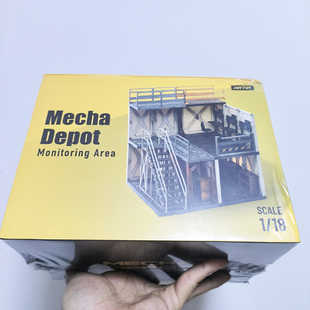 JOYTOY
Mecha
Depot
Monitoring Area
SCALE
1/18